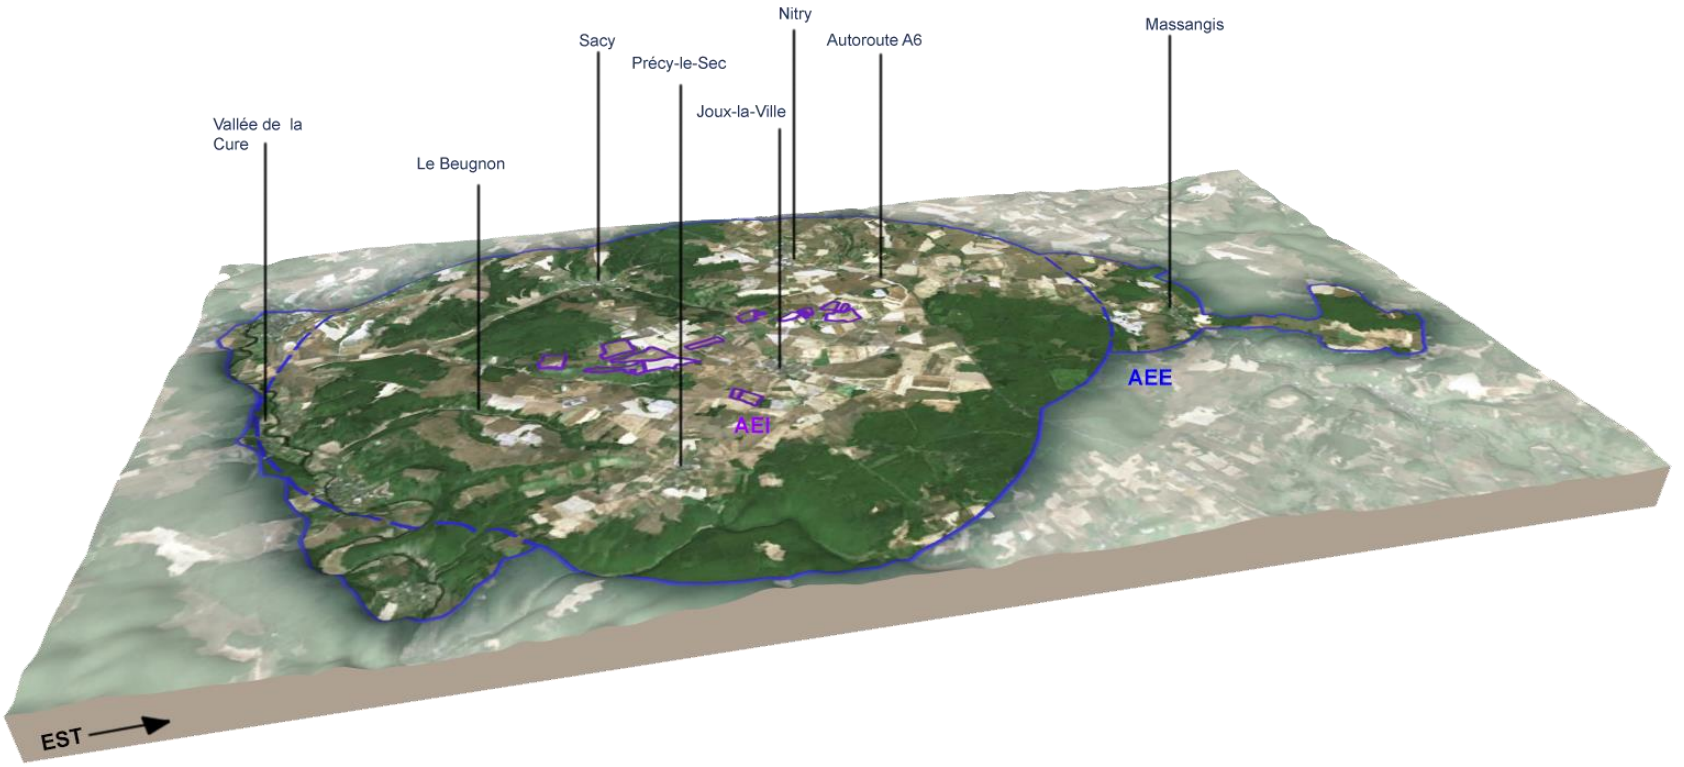 Nitry
Massangis
Sacy
Autoroute A6
Précy-le-Sec
Joux-la-Ville
Vallée de la
Cure
Le Beugnon
AEE
AEI
EST